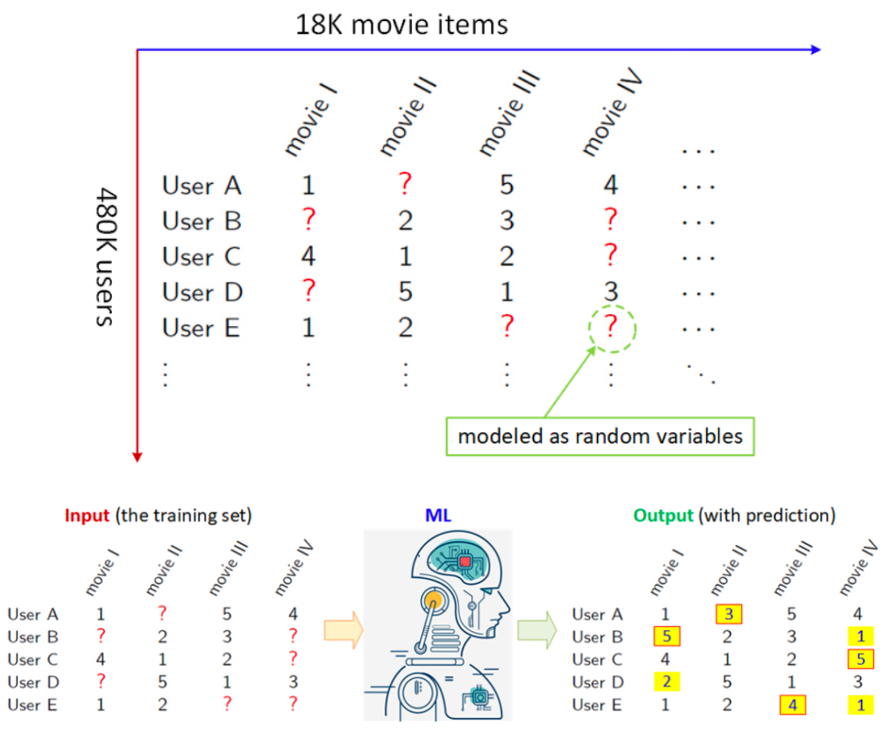 18K movie items
480K users
movie I movie II movie III movie IV
. . .
User A 1 ? 5 4 . . .
User B ? 2 3 ? . . .
User C 4 1 2 ? . . .
User D ? 5 1 3 . . .
User E 1 2 ? ? . . .
⋮ ⋮ ⋮ ⋮ ⋮ ⋱
modeled as random variables
Input (the training set)
movie I movie II movie III movie IV
User A 1 ? 5 4
User B ? 2 3 ?
User C 4 1 2 ?
User D ? 5 1 3
User E 1 2 ? ?
ML
Output (with prediction)
movie I movie II movie III movie IV
User A 1 3 5 4
User B 5 2 3 1
User C 4 1 2 5
User D 2 5 1 3
User E 1 2 4 1